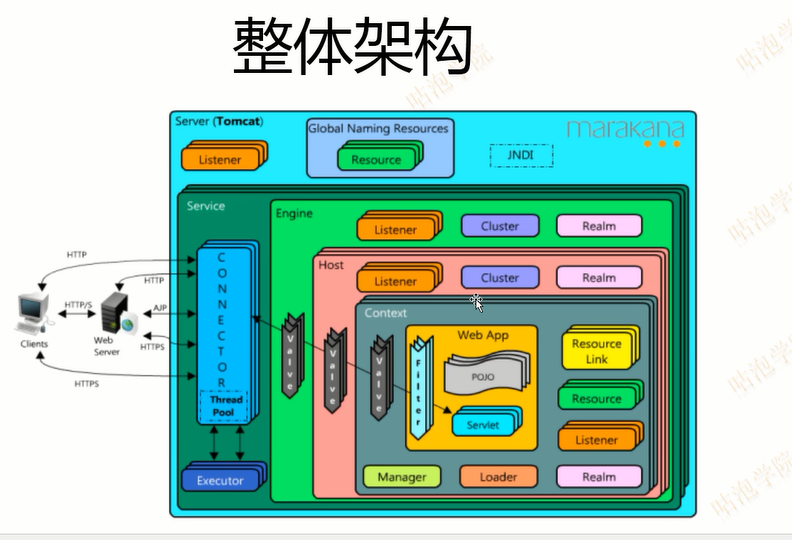 整体架构
咕泡学院
咕泡学
Server (Tomcat)
Global Naming Resources
marakana
Listener
Resource
JNDI
Service
Engine
Listener
Cluster
Realm
Host
Listener
Cluster
Realm
Context
CONNECTOR
Thread
Pool
Executor
HTTP
HTTP
HTTP/S
AJP
HTTPS
HTTPS
Clients
Web
Server
Valve
Valve
Valve
Filter
Web App
POJO
Servlet
Resource
Link
Resource
Listener
Manager
Loader
Realm
咕泡学
咕泡学
咕泡学院